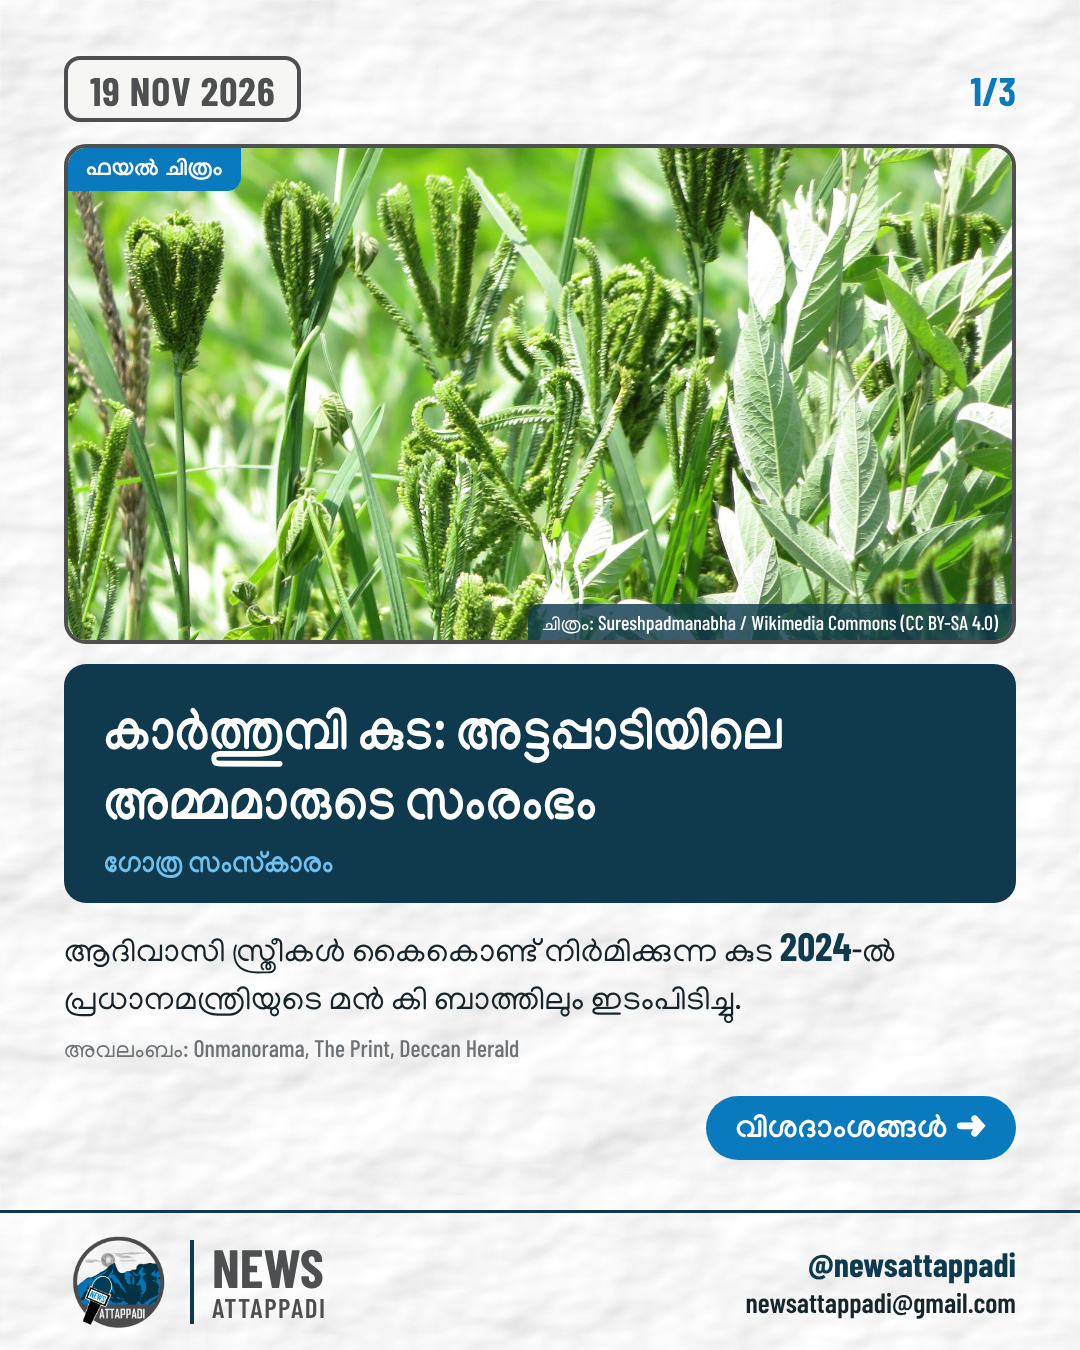 19 NOV 2026
1/3
ഫയൽ ചിത്രം
ചിത്രം: Sureshpadmanabha / Wikimedia Commons (CC BY-SA 4.0)
കാർത്തുമ്പി കുട: അട്ടപ്പാടിയിലെ
അമ്മമാരുടെ സംരംഭം
ഗോത്ര സംസ്കാരം
ആദിവാസി സ്ത്രീകൾ കൈകൊണ്ട് നിർമിക്കുന്ന കുട 2024-ൽ
പ്രധാനമന്ത്രിയുടെ മൻ കി ബാത്തിലും ഇടംപിടിച്ചു.
അവലംബം: Onmanorama, The Print, Deccan Herald
വിശദാംശങ്ങൾ ➜
NEWS
ATTAPPADI
NEWS
ATTAPPADI
@newsattappadi
newsattappadi@gmail.com